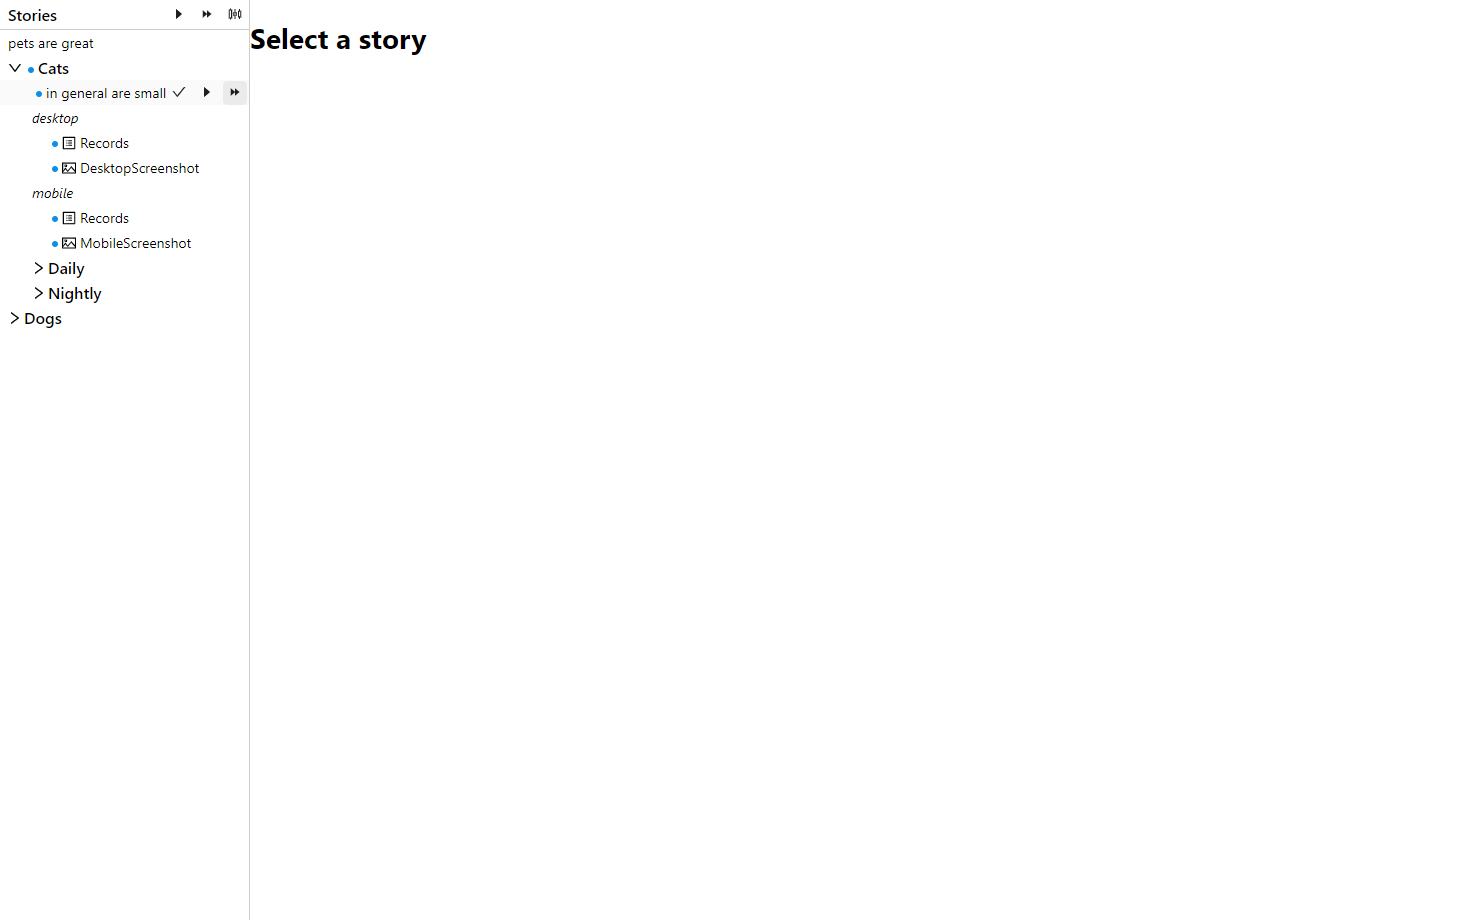 Stories
Select a story
pets are great
Cats
in general are small
desktop
Records
DesktopScreenshot
mobile
Records
MobileScreenshot
Daily
Nightly
Dogs